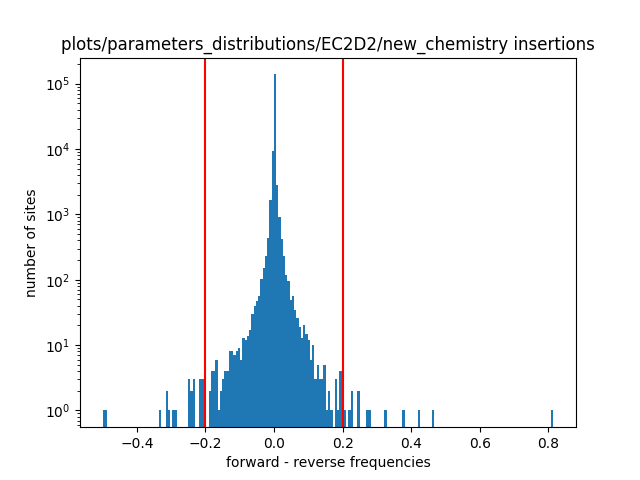 plots/parameters_distributions/EC2D2/new_chemistry insertions
number of sites
10^5
10^4
10^3
10^2
10^1
10^0
−0.4 −0.2 0.0 0.2 0.4 0.6 0.8
forward - reverse frequencies